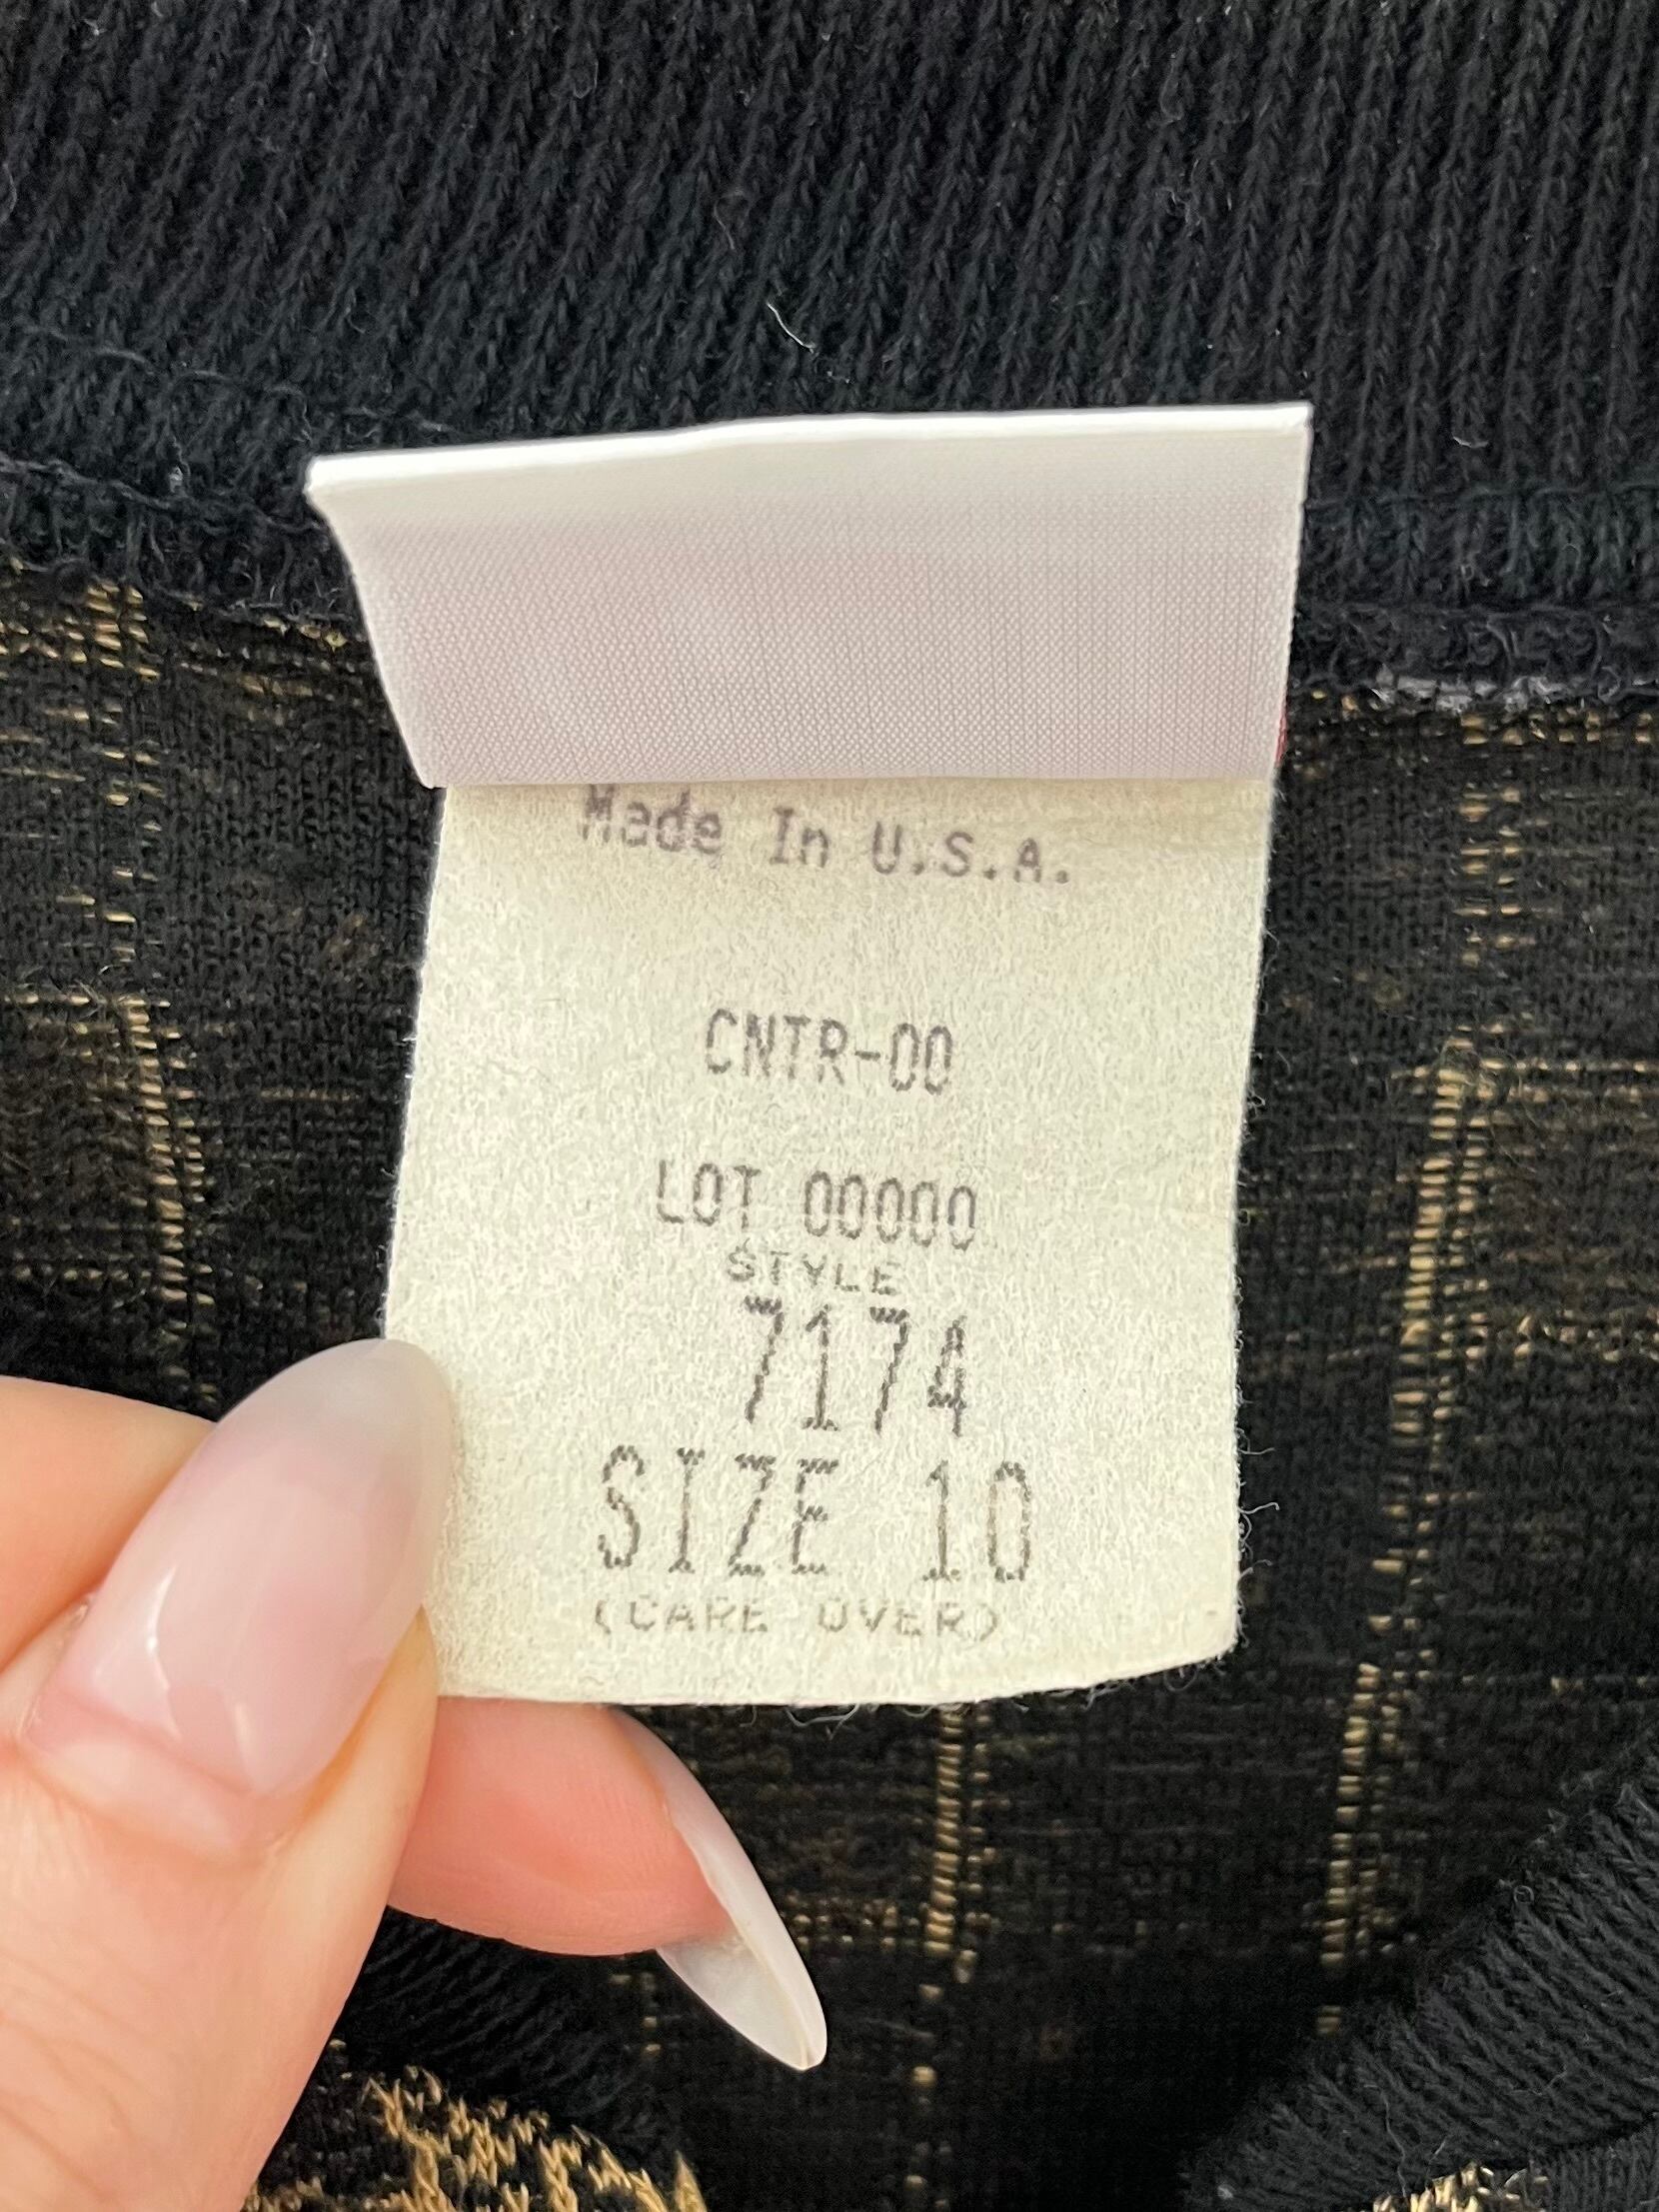 Made In U.S.A.
CNTR-00
LOT 00000
STYLE
7174
SIZE 10
(CARE OVER)